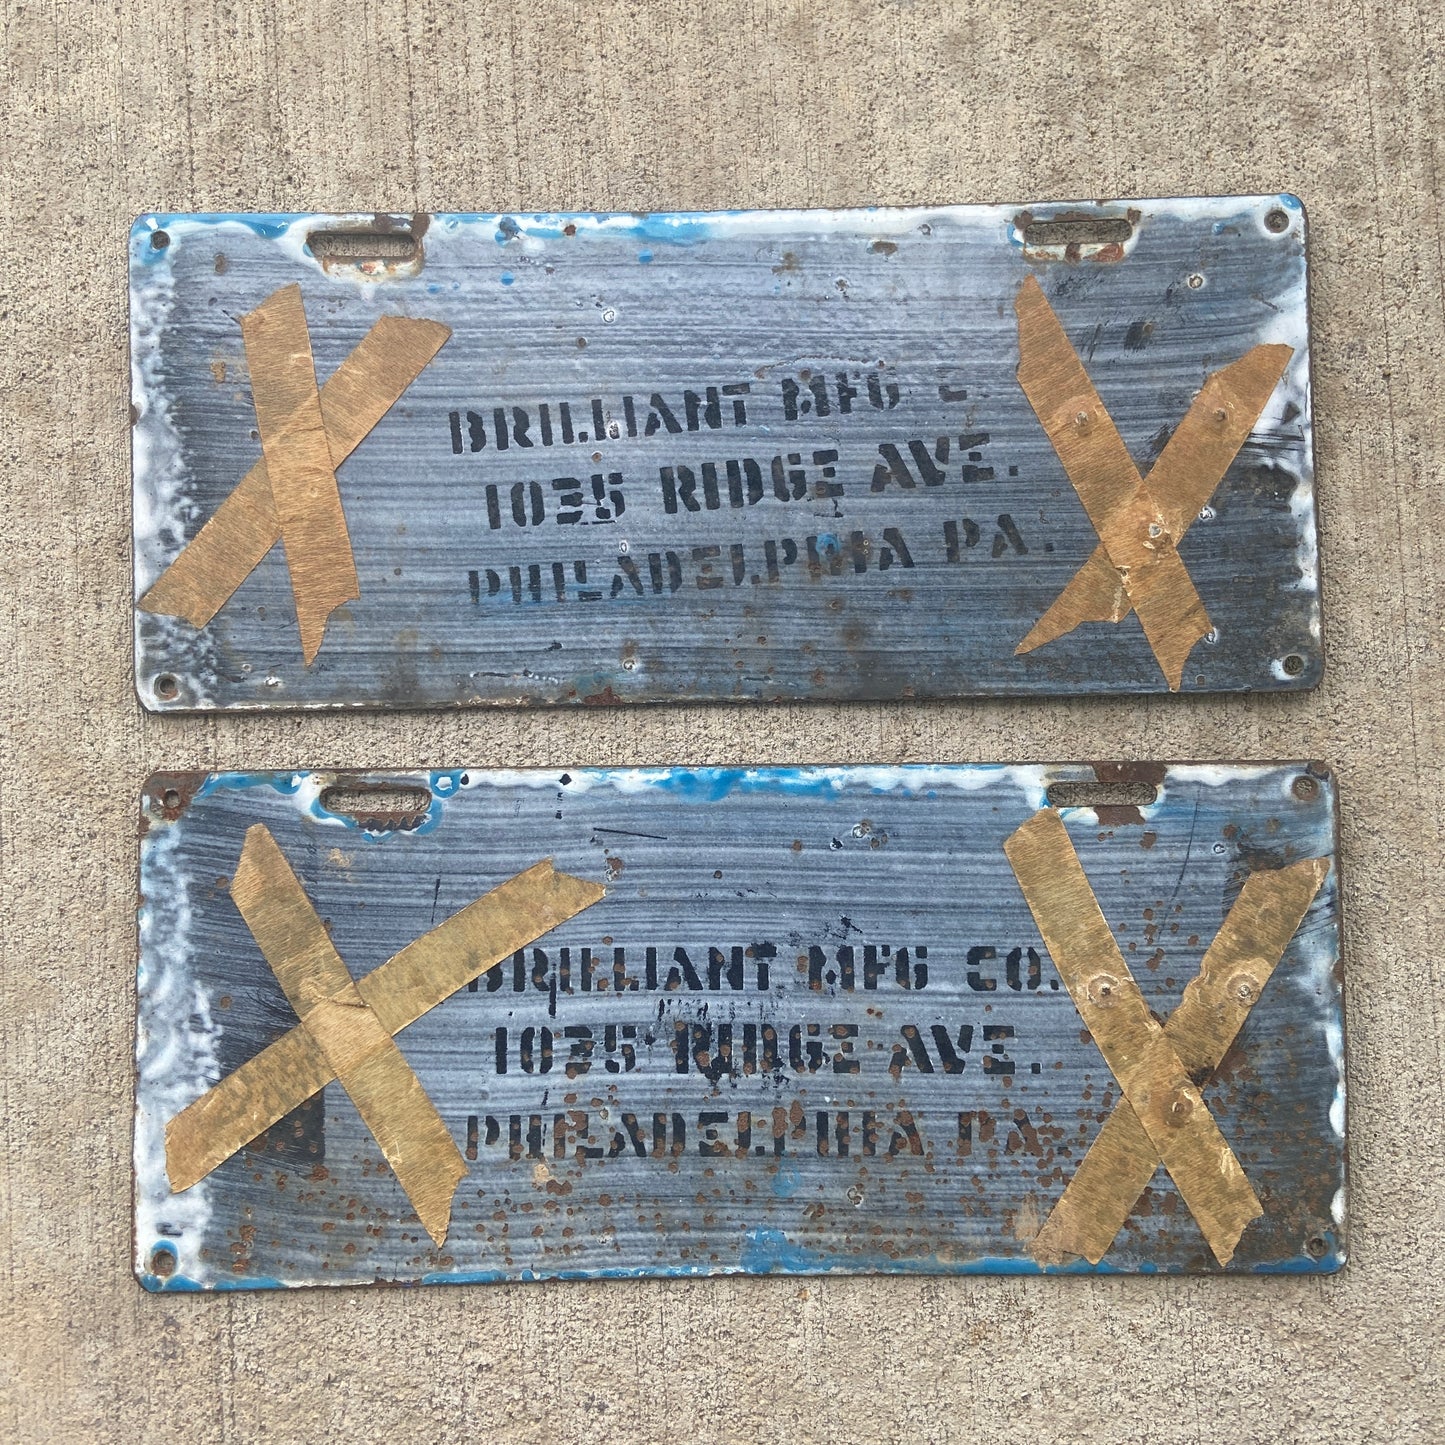 BRILLIANT MFG C.
1035 RIDGE AVE.
PHILADELPHIA PA.
BRILLIANT MFG CO.
1035 RIDGE AVE.
PHILADELPHIA PA.